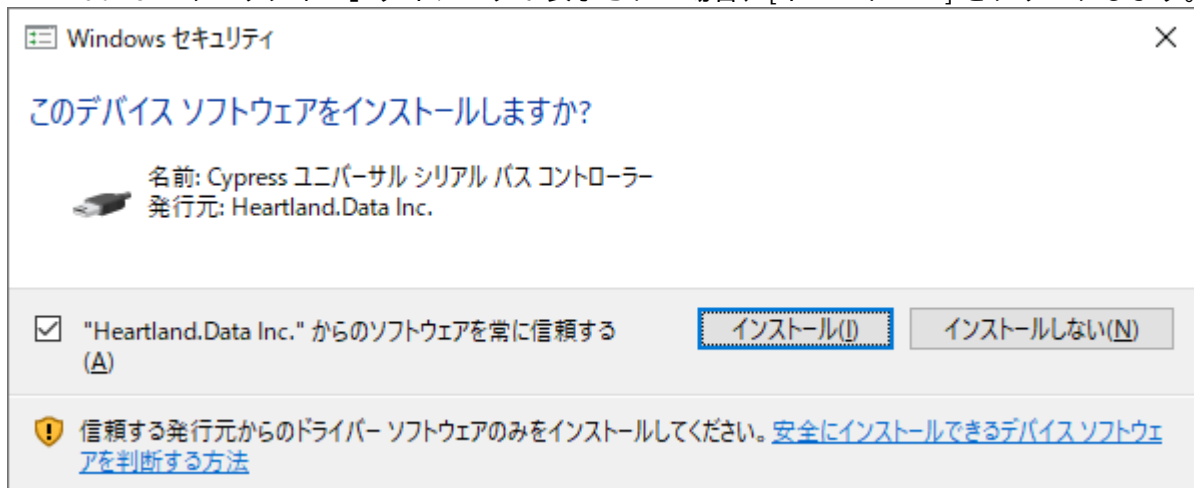 Windows セキュリティ
このデバイス ソフトウェアをインストールしますか?
名前: Cypress ユニバーサル シリアル バス コントローラー
発行元: Heartland.Data Inc.
"Heartland.Data Inc." からのソフトウェアを常に信頼する
(A)
インストール(I)
インストールしない(N)
信頼する発行元からのドライバー ソフトウェアのみをインストールしてください。安全にインストールできるデバイス ソフトウェ
アを判断する方法